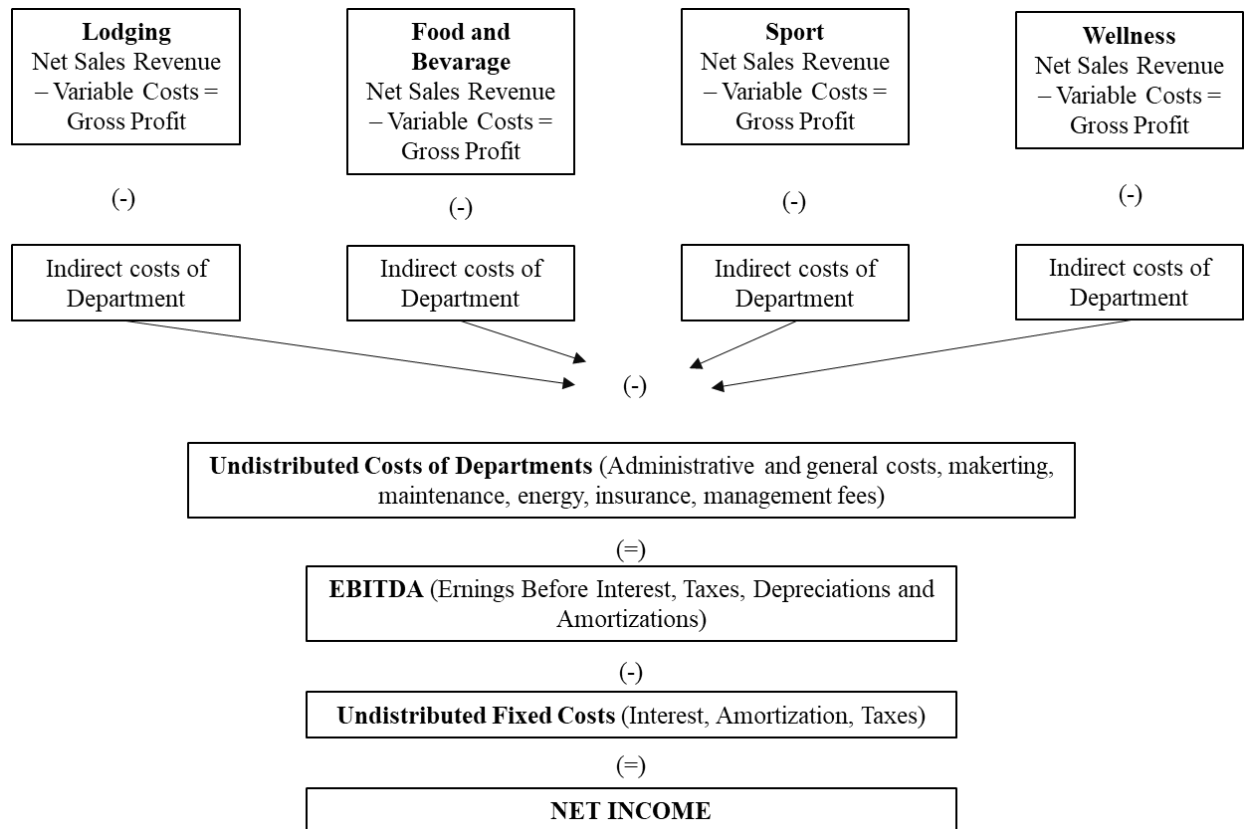 Lodging
Net Sales Revenue
– Variable Costs =
Gross Profit
Food and
Bevarage
Net Sales Revenue
– Variable Costs =
Gross Profit
Sport
Net Sales Revenue
– Variable Costs =
Gross Profit
Wellness
Net Sales Revenue
– Variable Costs =
Gross Profit
(-)
(-)
(-)
(-)
Indirect costs of
Department
Indirect costs of
Department
Indirect costs of
Department
Indirect costs of
Department
(-)
Undistributed Costs of Departments (Administrative and general costs, makerting,
maintenance, energy, insurance, management fees)
(=)
EBITDA (Ernings Before Interest, Taxes, Depreciations and
Amortizations)
(-)
Undistributed Fixed Costs (Interest, Amortization, Taxes)
(=)
NET INCOME